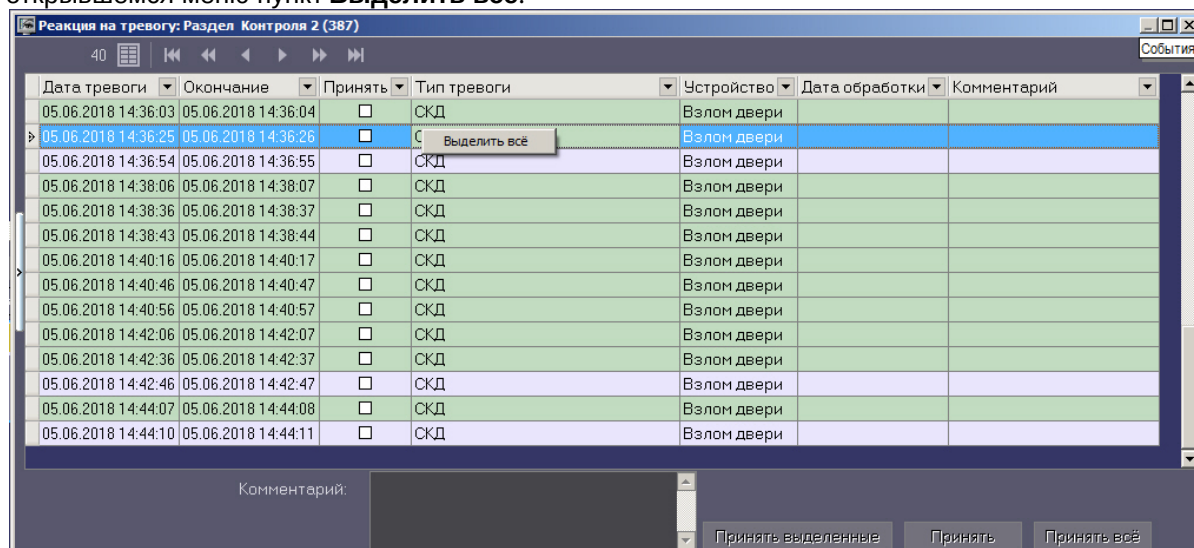 открывшемся меню пункт Выделить все.
Реакция на тревогу: Раздел Контроля 2 (387)
40
События
Дата тревоги Окончание Принять Тип тревоги Устройство Дата обработки Комментарий
05.06.2018 14:36:03 05.06.2018 14:36:04 СКД Взлом двери
05.06.2018 14:36:25 05.06.2018 14:36:26 С Выделить всё Взлом двери
05.06.2018 14:36:54 05.06.2018 14:36:55 СКД Взлом двери
05.06.2018 14:38:06 05.06.2018 14:38:07 СКД Взлом двери
05.06.2018 14:38:36 05.06.2018 14:38:37 СКД Взлом двери
05.06.2018 14:38:43 05.06.2018 14:38:44 СКД Взлом двери
05.06.2018 14:40:16 05.06.2018 14:40:17 СКД Взлом двери
05.06.2018 14:40:46 05.06.2018 14:40:47 СКД Взлом двери
05.06.2018 14:40:56 05.06.2018 14:40:57 СКД Взлом двери
05.06.2018 14:42:06 05.06.2018 14:42:07 СКД Взлом двери
05.06.2018 14:42:36 05.06.2018 14:42:37 СКД Взлом двери
05.06.2018 14:42:46 05.06.2018 14:42:47 СКД Взлом двери
05.06.2018 14:44:07 05.06.2018 14:44:08 СКД Взлом двери
05.06.2018 14:44:10 05.06.2018 14:44:11 СКД Взлом двери
Комментарий:
Принять выделенные Принять Принять всё